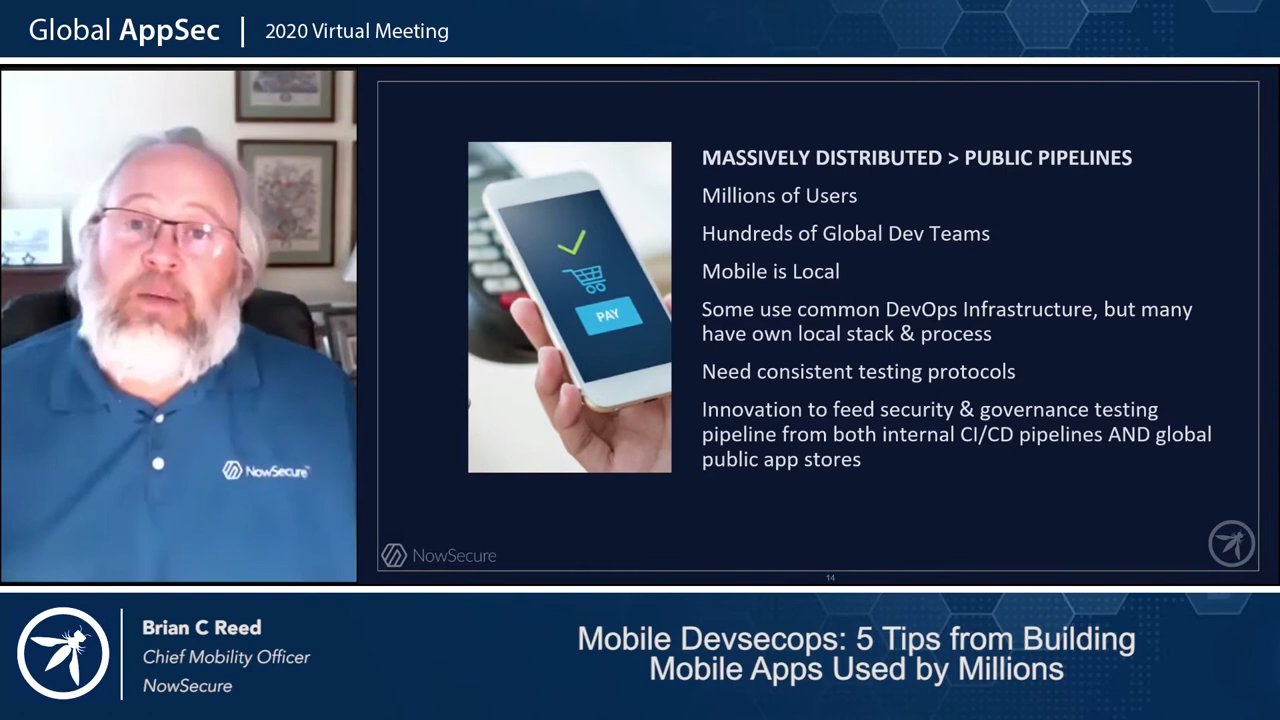 Global AppSec | 2020 Virtual Meeting
MASSIVELY DISTRIBUTED > PUBLIC PIPELINES
Millions of Users
Hundreds of Global Dev Teams
Mobile is Local
Some use common DevOps Infrastructure, but many
have own local stack & process
Need consistent testing protocols
Innovation to feed security & governance testing
pipeline from both internal CI/CD pipelines AND global
public app stores
PAY
NowSecure
NowSecure
14
Brian C Reed
Chief Mobility Officer
NowSecure
Mobile Devsecops: 5 Tips from Building
Mobile Apps Used by Millions